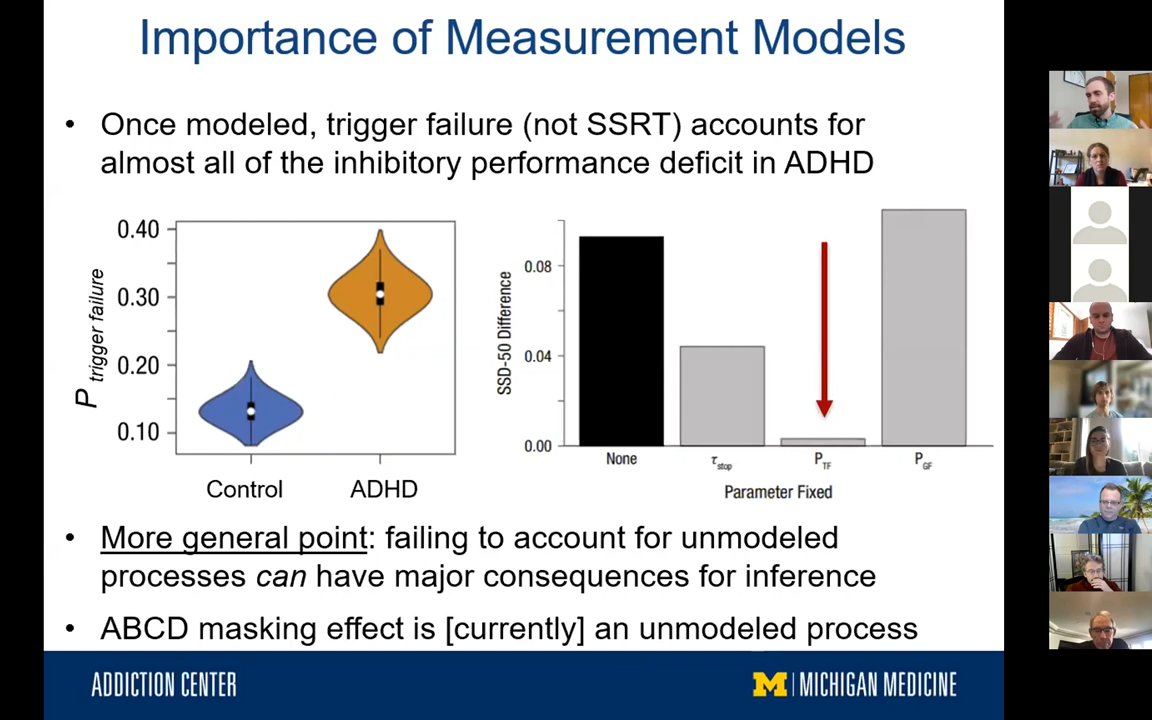 Importance of Measurement Models
• Once modeled, trigger failure (not SSRT) accounts for
almost all of the inhibitory performance deficit in ADHD
P trigger failure
0.40
0.30
0.20
0.10
Control
ADHD
SSD-50 Difference
0.08
0.04
0.00
None
τstop
PTF
PGF
Parameter Fixed
• More general point: failing to account for unmodeled
processes can have major consequences for inference
• ABCD masking effect is [currently] an unmodeled process
ADDICTION CENTER
M | MICHIGAN MEDICINE